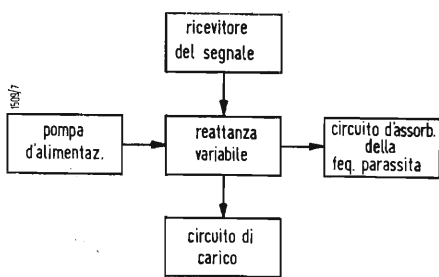 ricevitore
del segnale
1509/7
pompa
d'alimentaz.
reattanza
variabile
circuito d'assorb.
della
feq. parassita
circuito di
carico